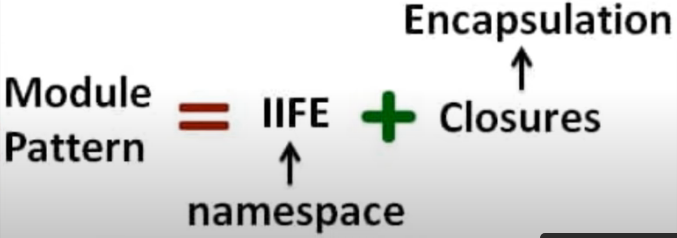 Encapsulation
Module Pattern = IIFE + Closures
namespace